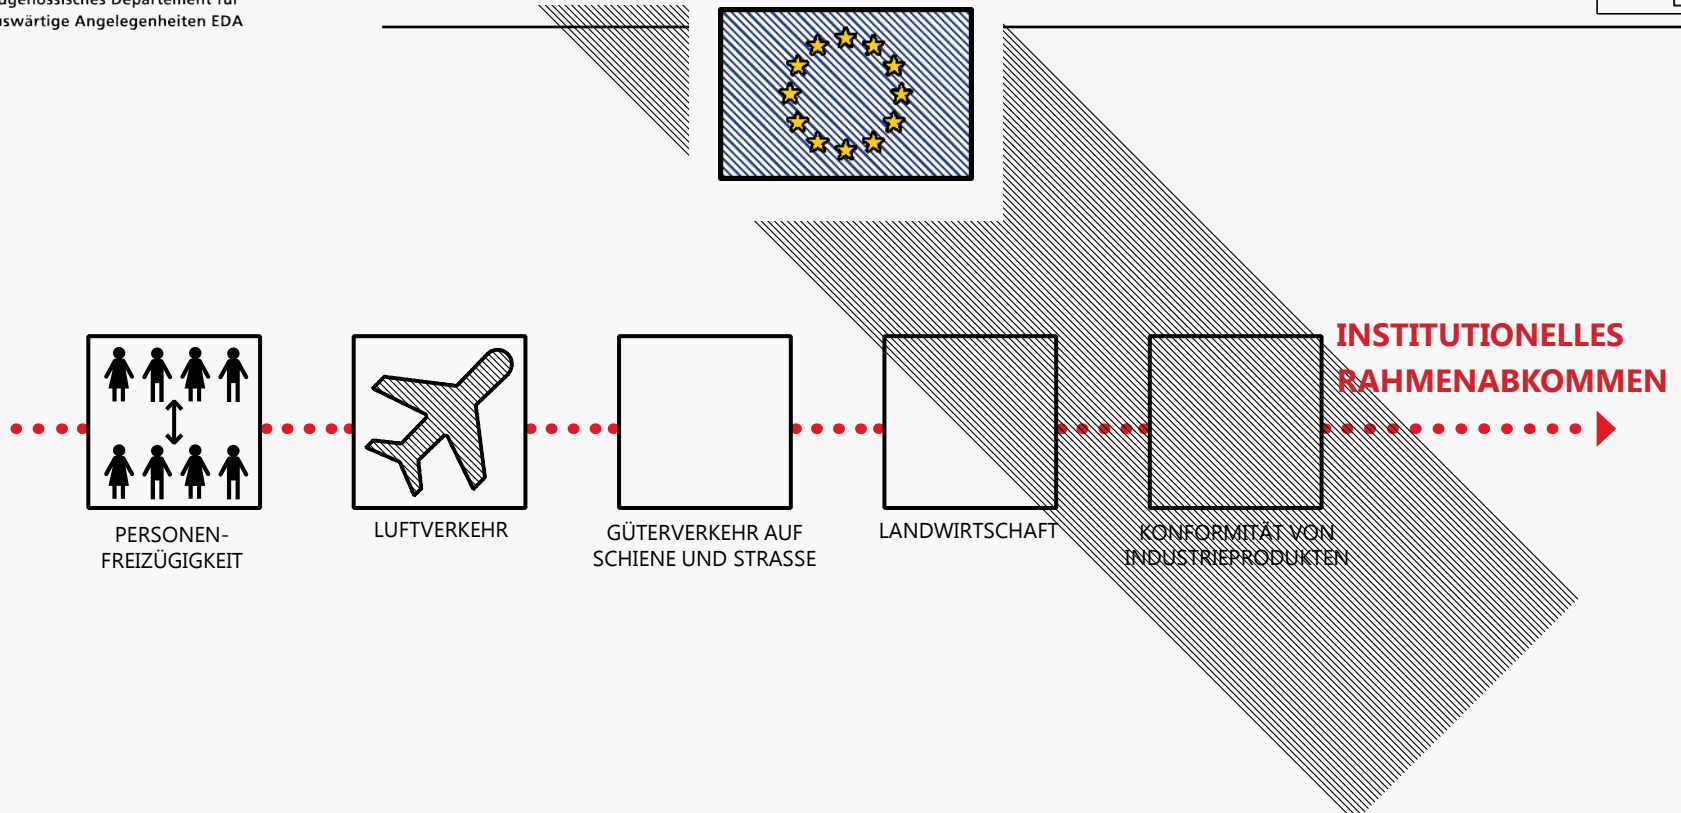 uswärtige Angelegenheiten EDA
INSTITUTIONELLES
RAHMENABKOMMEN
PERSONEN-
FREIZÜGIGKEIT
LUFTVERKEHR
GÜTERVERKEHR AUF
SCHIENE UND STRASSE
LANDWIRTSCHAFT
KONFORMITÄT VON
INDUSTRIEPRODUKTEN